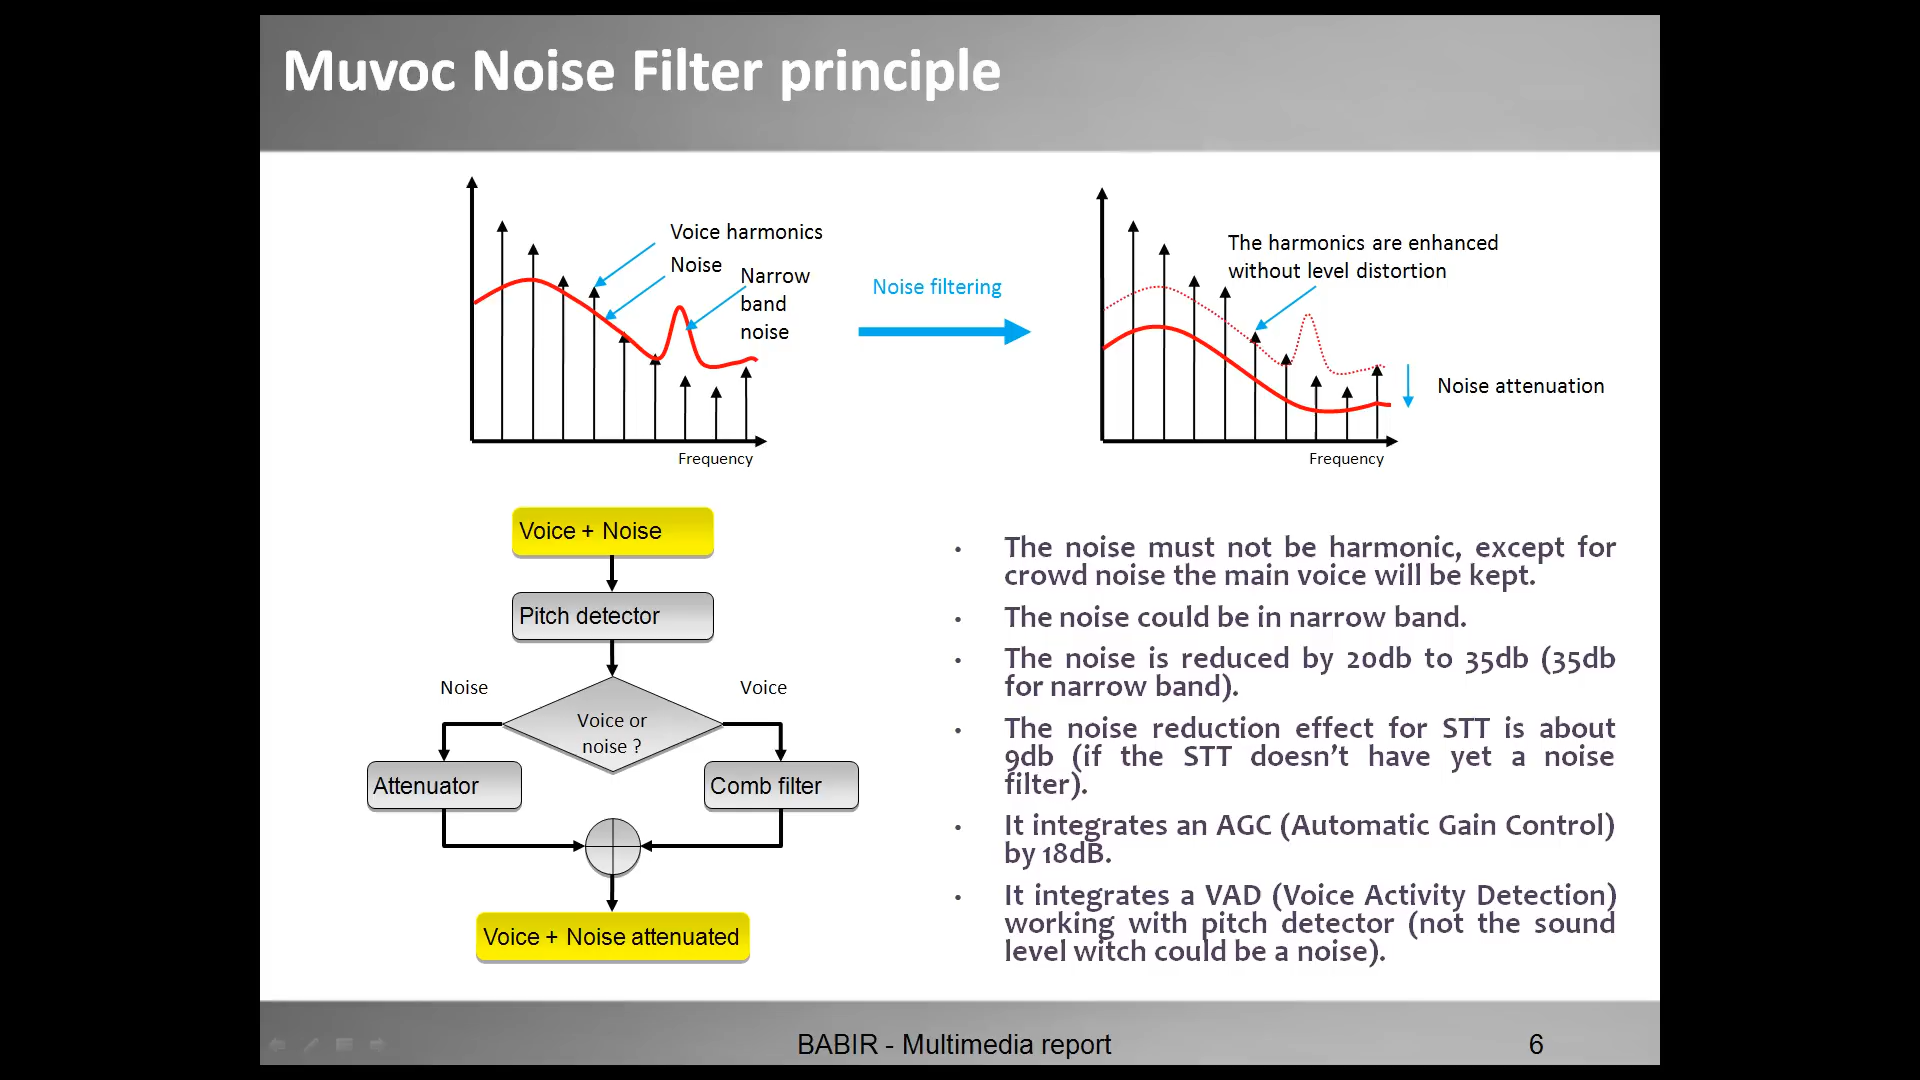 Muvoc Noise Filter principle
Voice harmonics
Noise
Narrow
band
noise
Frequency
Noise filtering
The harmonics are enhanced
without level distortion
Noise attenuation
Frequency
Voice + Noise
Pitch detector
Noise
Voice
Voice or
noise ?
Attenuator
Comb filter
Voice + Noise attenuated
• The noise must not be harmonic, except for
crowd noise the main voice will be kept.
• The noise could be in narrow band.
• The noise is reduced by 20db to 35db (35db
for narrow band).
• The noise reduction effect for STT is about
9db (if the STT doesn't have yet a noise
filter).
• It integrates an AGC (Automatic Gain Control)
by 18dB.
• It integrates a VAD (Voice Activity Detection)
working with pitch detector (not the sound
level witch could be a noise).
BABIR - Multimedia report
6